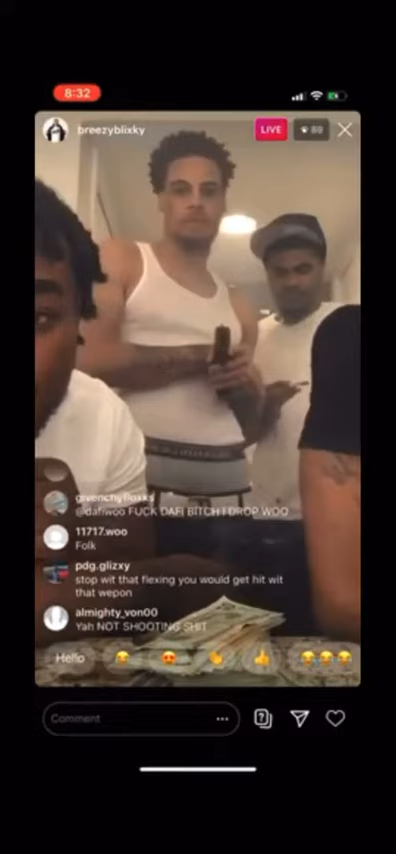 8:32
breezyblixky
LIVE
89
givenchyfloxks
@dafiwoo FUCK DAFI BITCH I DROP WOO
11717.woo
Folk
pdg.glizxy
stop wit that flexing you would get hit wit
that wepon
almighty_von00
Yah NOT SHOOTING SHIT
Hello
Comment